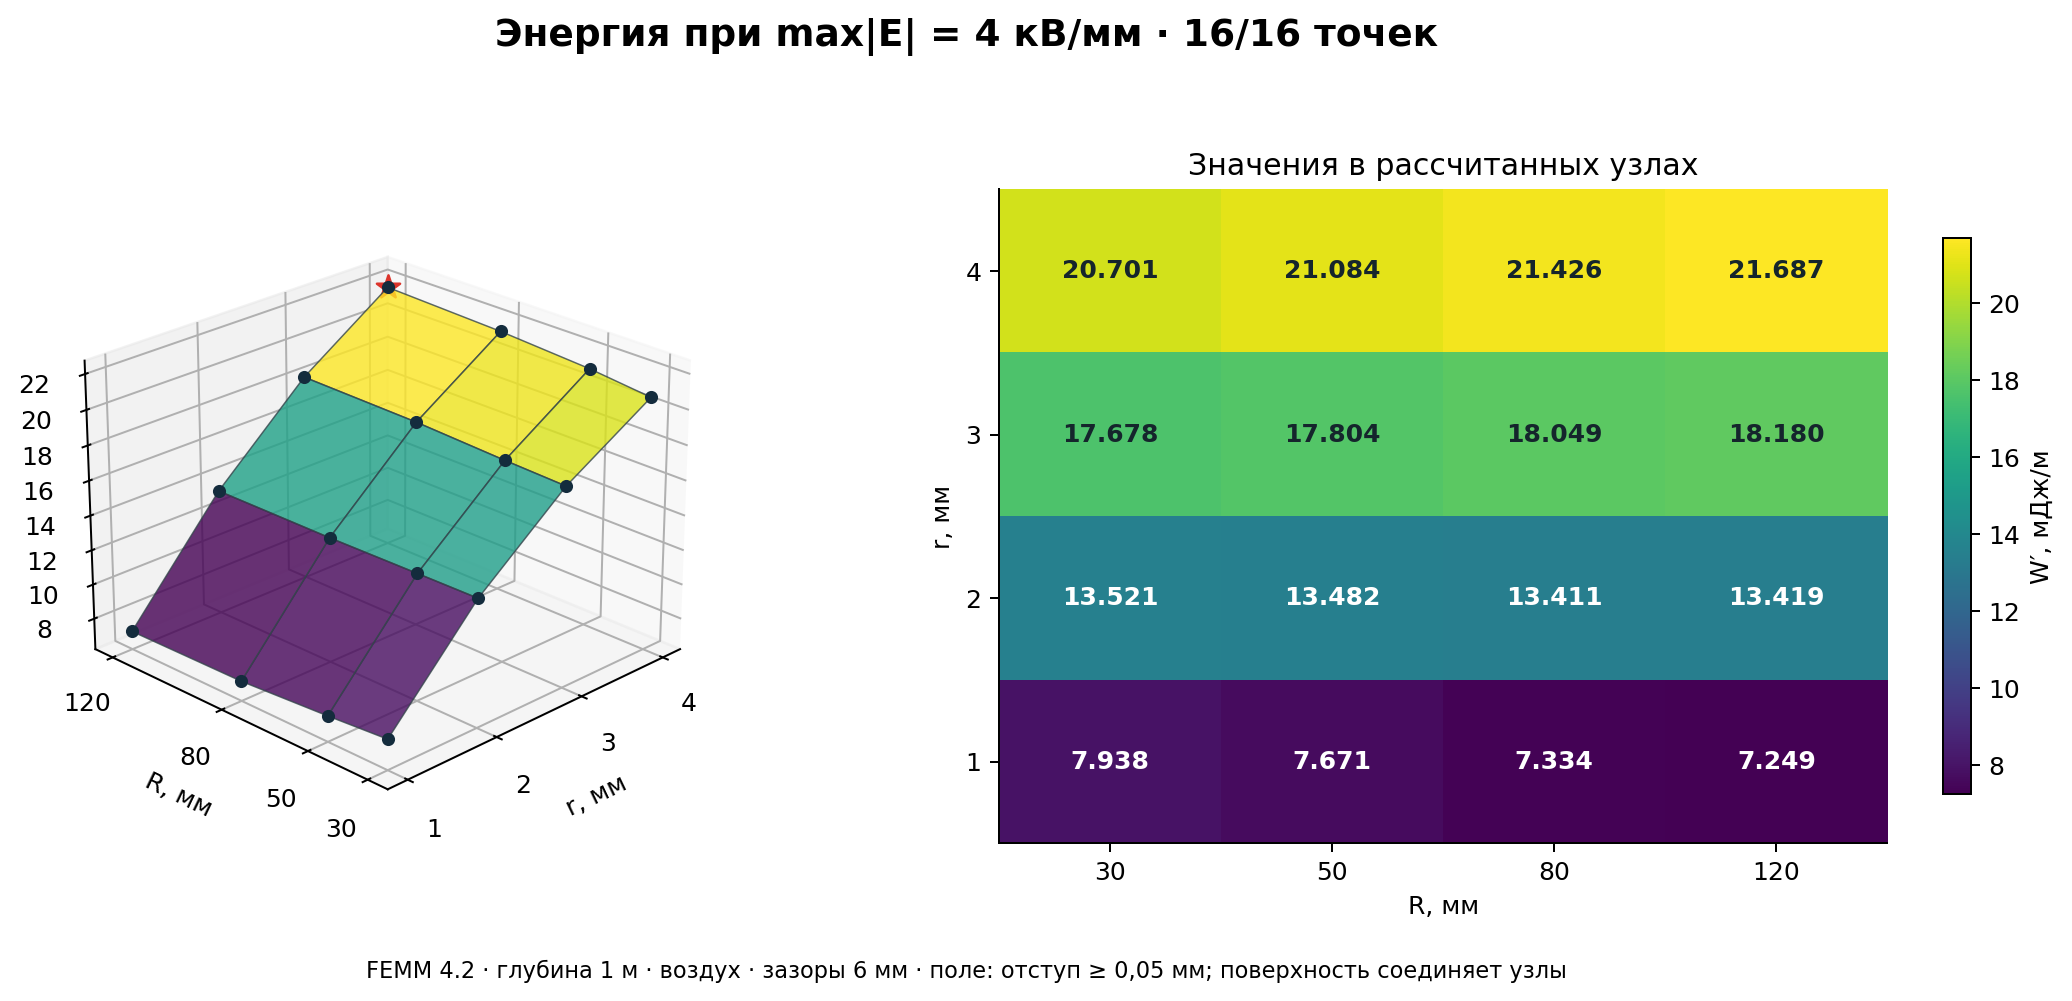 Энергия при max|E| = 4 кВ/мм · 16/16 точек
22
20
18
16
14
12
10
8
120
80
50
30
R, мм
1
2
3
4
r, мм
Значения в рассчитанных узлах
4
20.701 21.084 21.426 21.687
3
17.678 17.804 18.049 18.180
2
13.521 13.482 13.411 13.419
1
7.938 7.671 7.334 7.249
r, мм
30 50 80 120
R, мм
20
18
16
14
12
10
8
W′, мДж/м
FEMM 4.2 · глубина 1 м · воздух · зазоры 6 мм · поле: отступ ≥ 0,05 мм; поверхность соединяет узлы